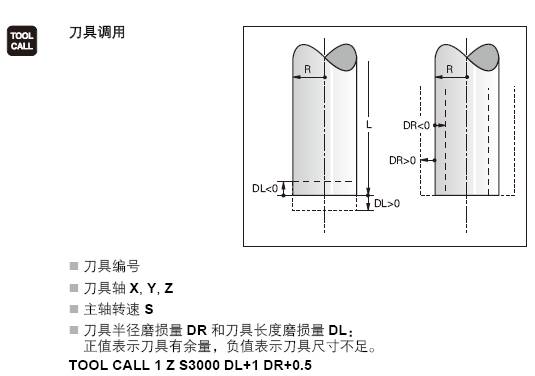 TOOL
CALL
刀具调用
R
L
DL<0
DL>0
R
DR<0
DR>0
刀具编号
刀具轴 X, Y, Z
主轴转速 S
刀具半径磨损量 DR 和刀具长度磨损量 DL：
正值表示刀具有余量，负值表示刀具尺寸不足。
TOOL CALL 1 Z S3000 DL+1 DR+0.5